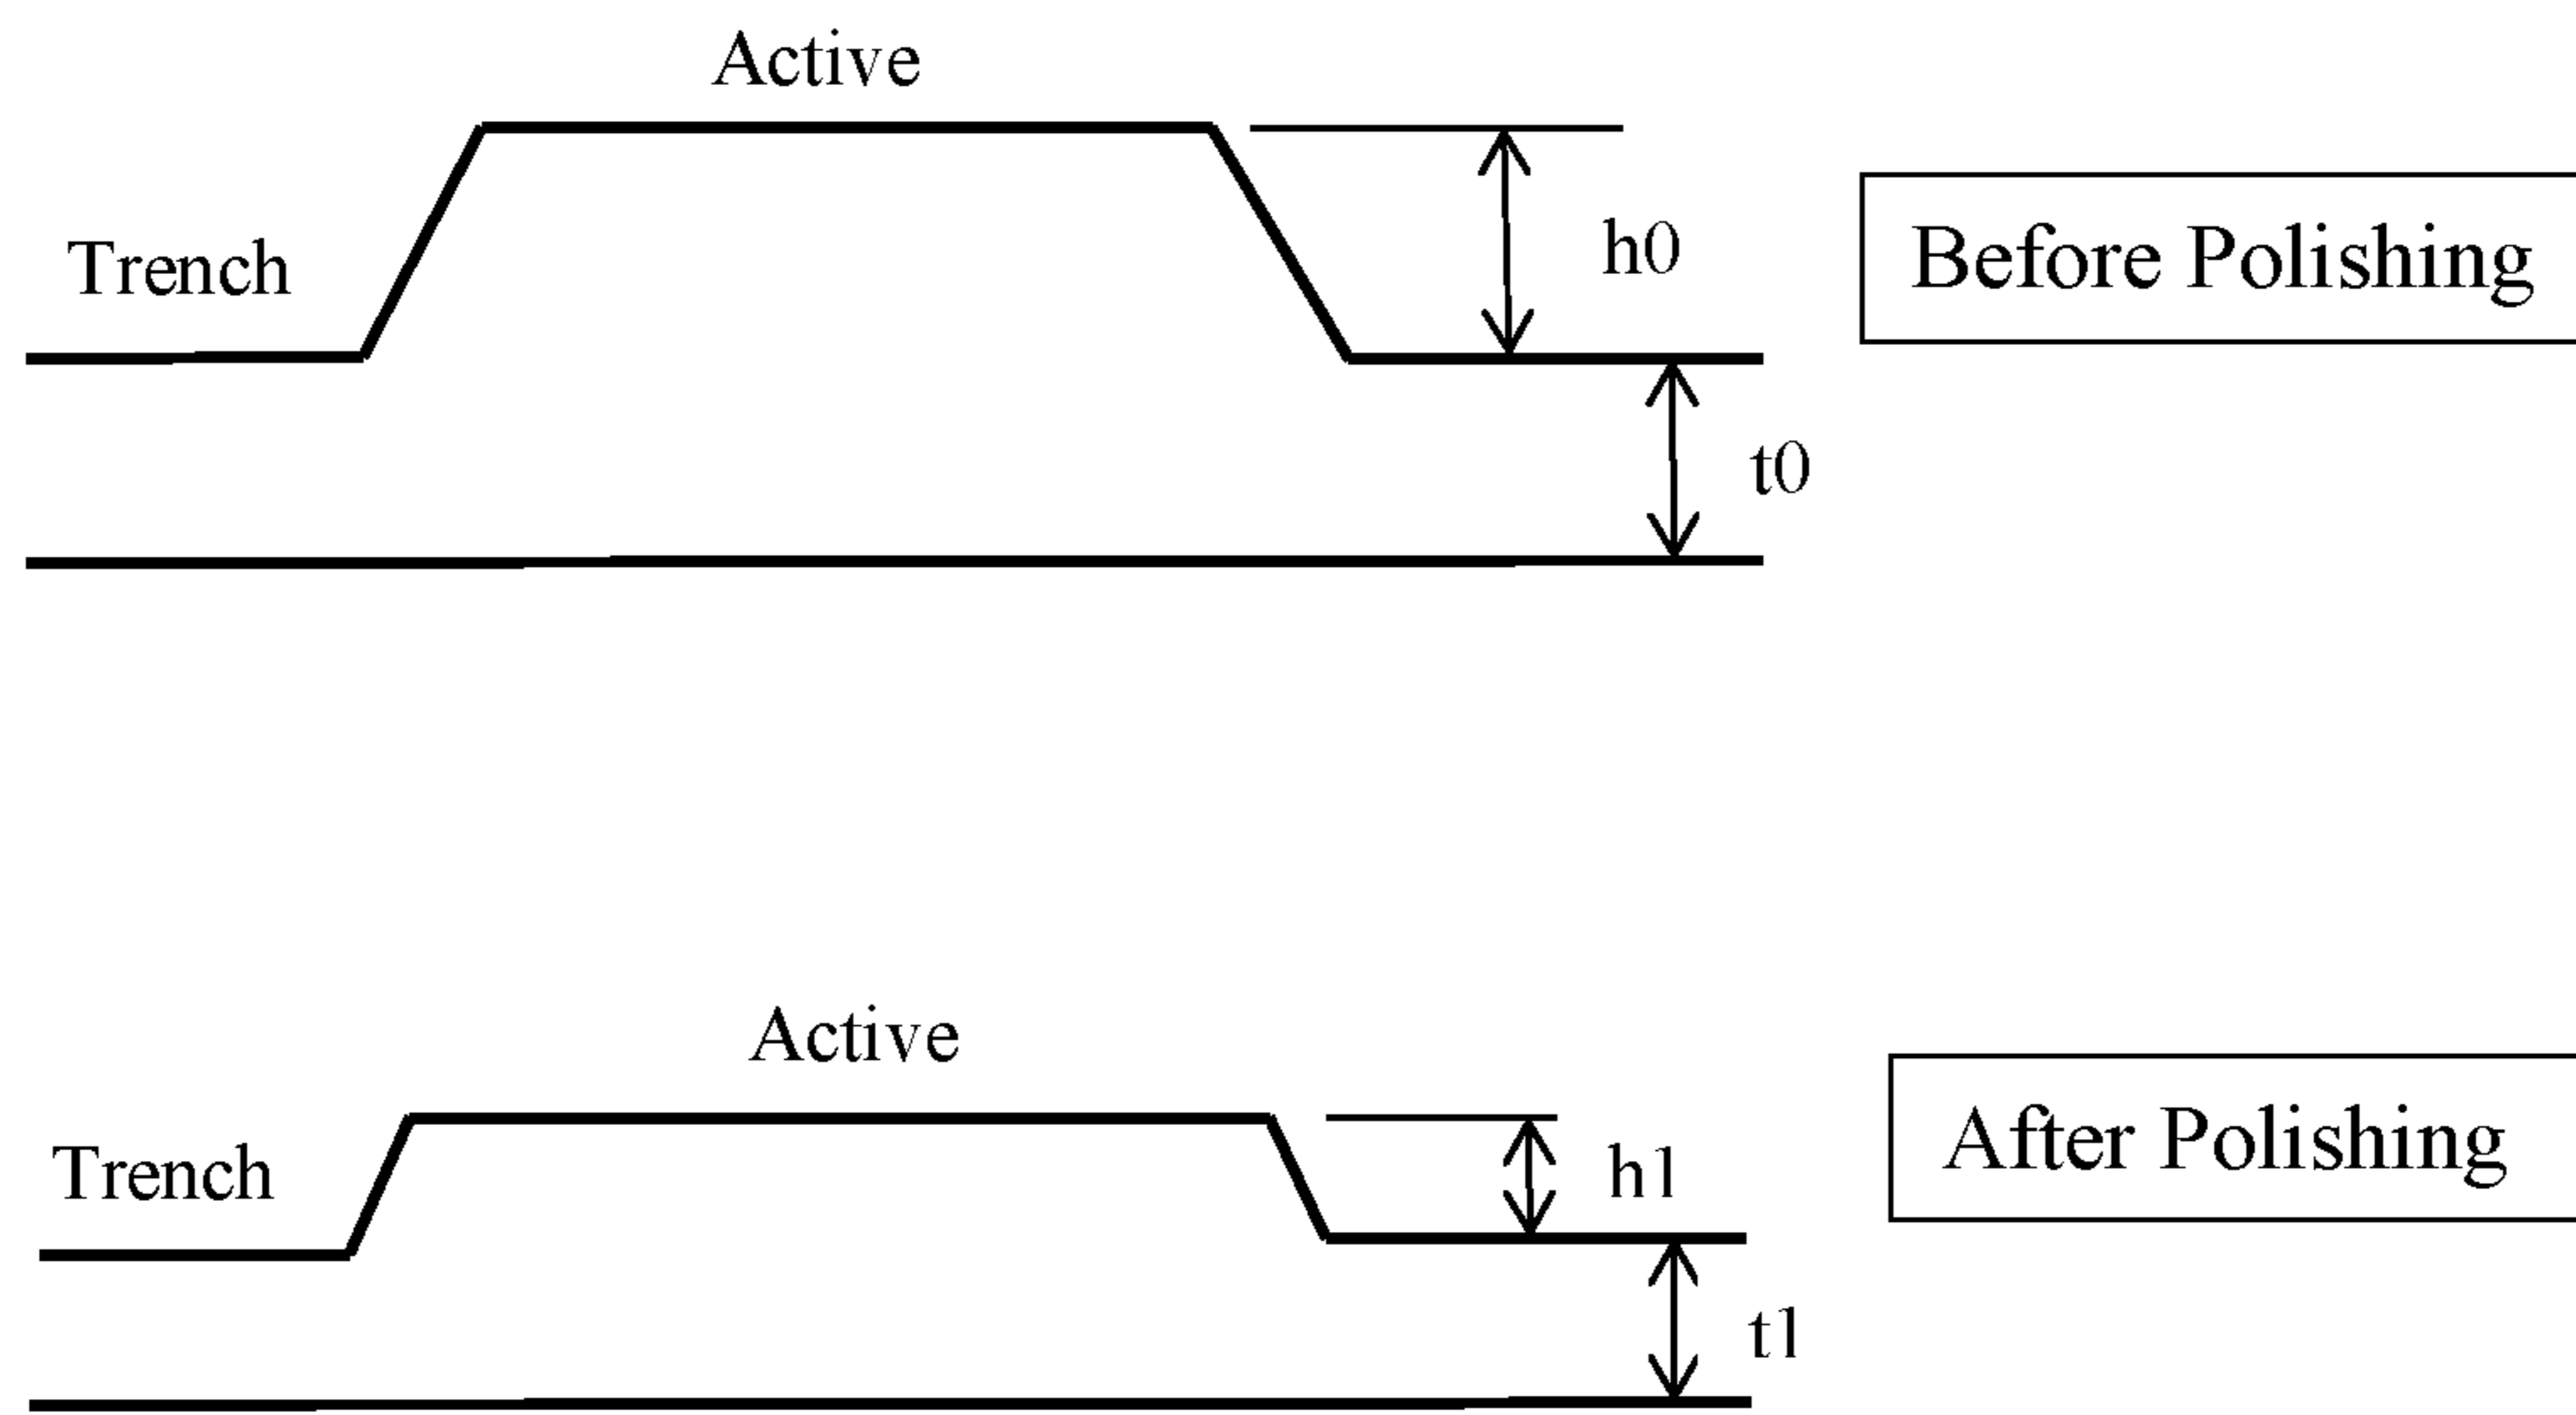 Active
Trench
h0
Before Polishing
t0
Active
Trench
h1
After Polishing
t1